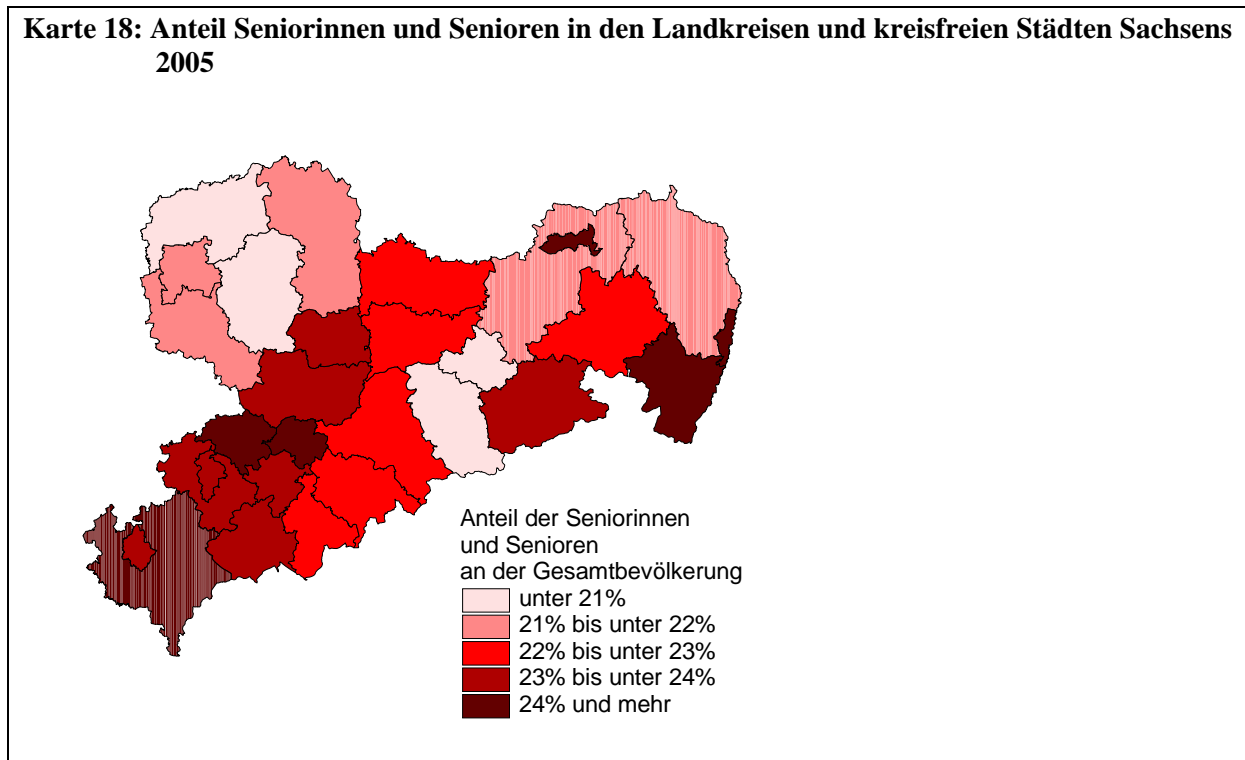 Karte 18: Anteil Seniorinnen und Senioren in den Landkreisen und kreisfreien Städten Sachsens
2005
Anteil der Seniorinnen
und Senioren
an der Gesamtbevölkerung
unter 21%
21% bis unter 22%
22% bis unter 23%
23% bis unter 24%
24% und mehr